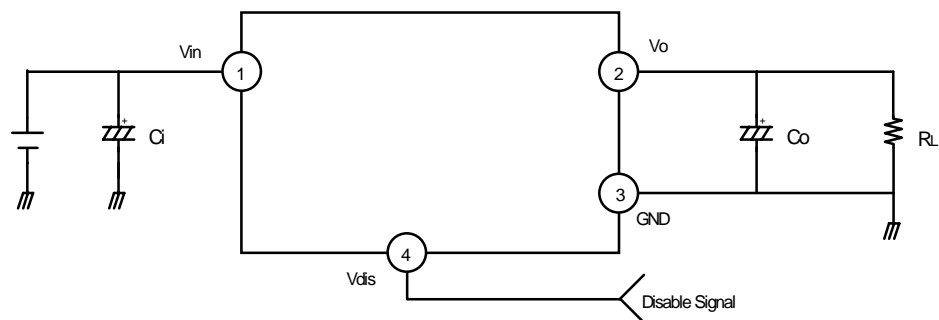 Vin
Vo
1
2
+
Ci
+
Co
RL
3
GND
4
Vdis
Disable Signal